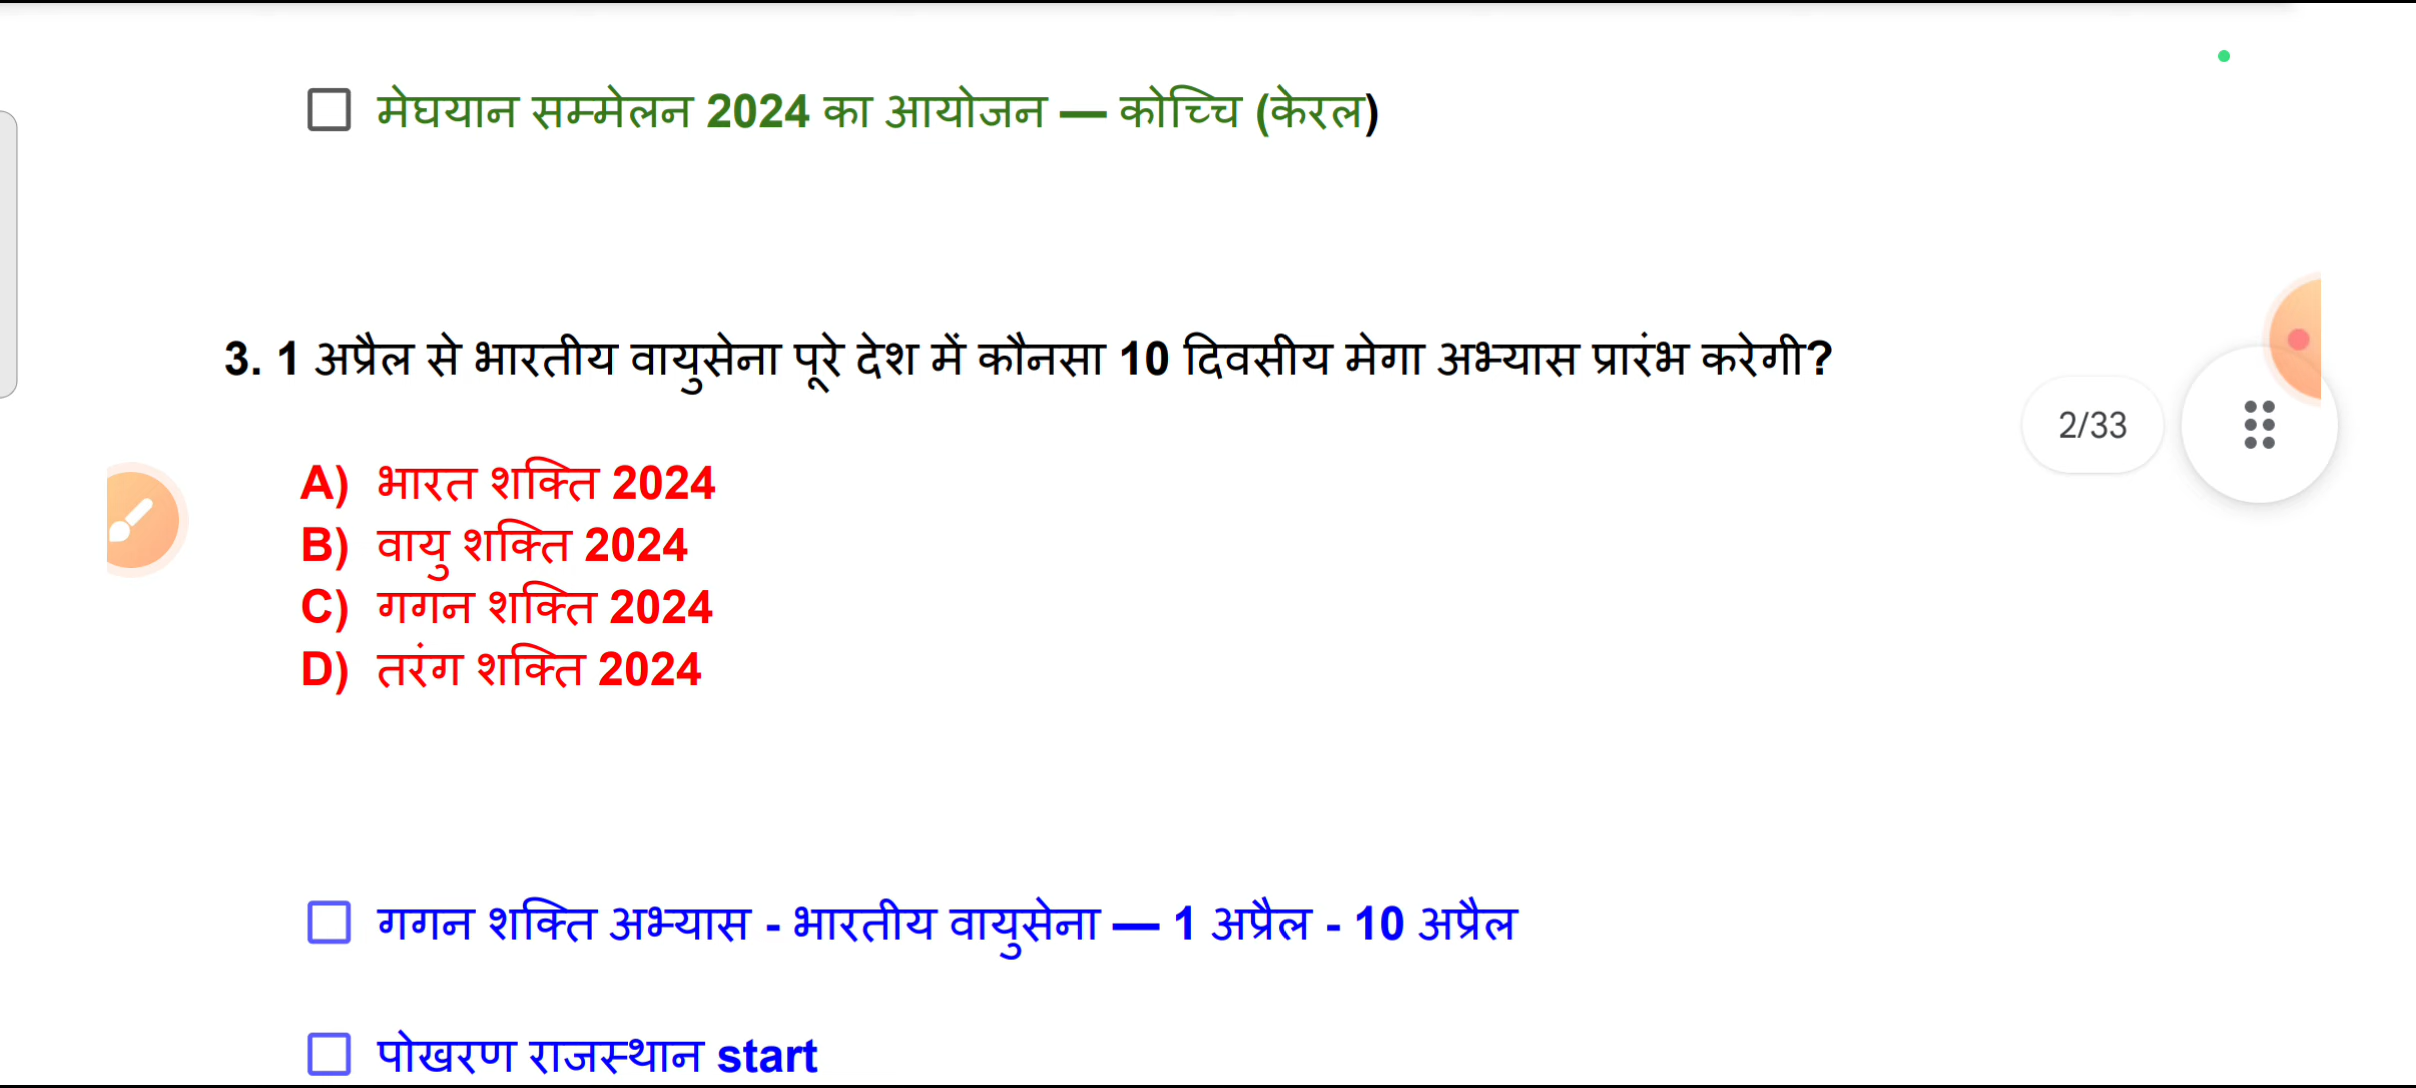 मेघयान सम्मेलन 2024 का आयोजन — कोच्चि (केरल)
3. 1 अप्रैल से भारतीय वायुसेना पूरे देश में कौनसा 10 दिवसीय मेगा अभ्यास प्रारंभ करेगी?
2/33
A) भारत शक्ति 2024
B) वायु शक्ति 2024
C) गगन शक्ति 2024
D) तरंग शक्ति 2024
गगन शक्ति अभ्यास - भारतीय वायुसेना — 1 अप्रैल - 10 अप्रैल
पोखरण राजस्थान start